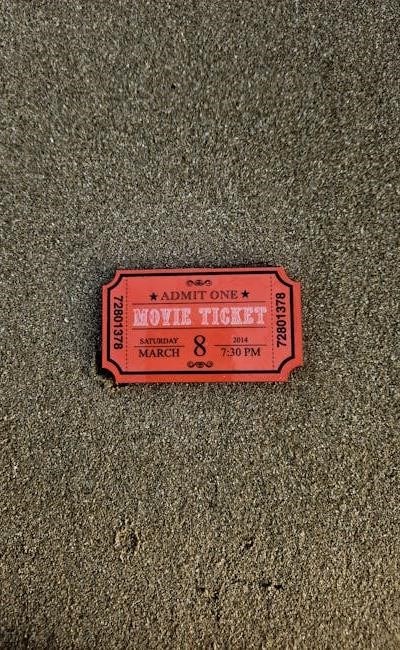 ★ ADMIT ONE ★
MOVIE TICKET
SATURDAY
MARCH
8
2014
7:30 PM
72801378
72801378